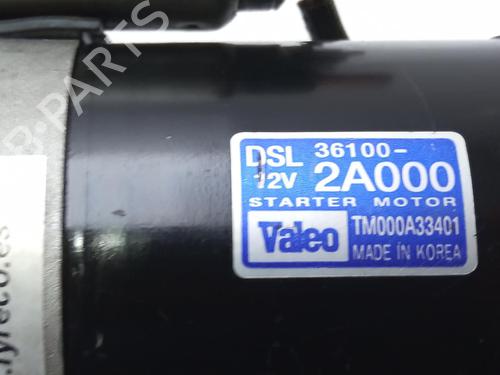 DSL 36100-
12V 2A000
STARTER MOTOR
Valeo TM000A33401
MADE IN KOREA
B-PARTS